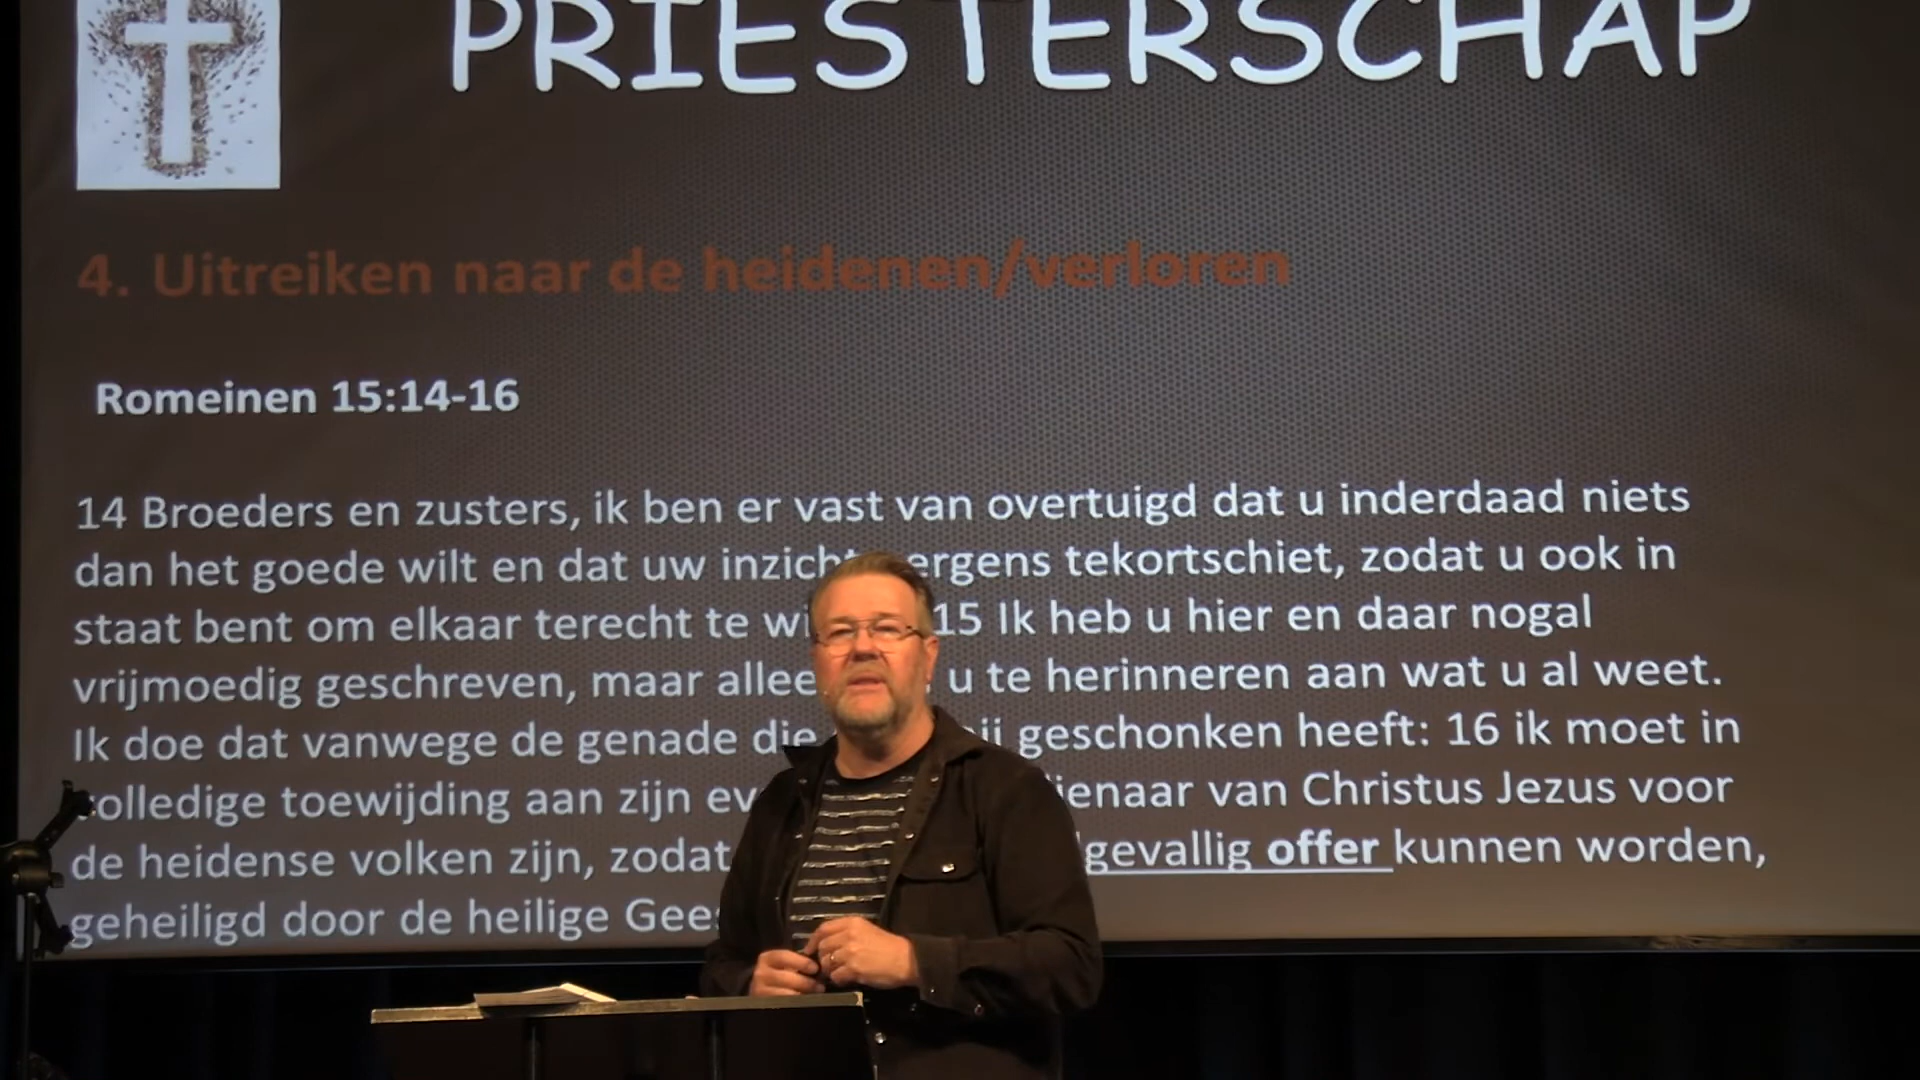 PRIESTERSCHAP
4. Uitreiken naar de heidenen/verloren
Romeinen 15:14-16
14 Broeders en zusters, ik ben er vast van overtuigd dat u inderdaad niets
dan het goede wilt en dat uw inzicht nergens tekortschiet, zodat u ook in
staat bent om elkaar terecht te 15 Ik heb u hier en daar nogal
vrijmoedig geschreven, maar u te herinneren aan wat u al weet.
Ik doe dat vanwege de genade die geschonken heeft: 16 ik moet in
volledige toewijding aan zijn van Christus Jezus voor
de heidense volken zijn, zodat gevallig offer kunnen worden,
geheiligd door de heilige